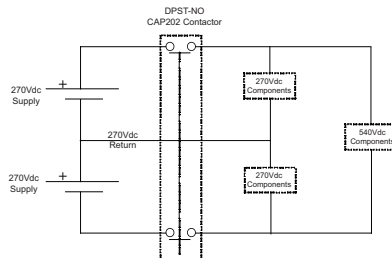 DPST-NO
CAP202 Contactor
+
270Vdc
Supply
270Vdc
Components
270Vdc
Return
540Vdc
Components
+
270Vdc
Supply
270Vdc
Components